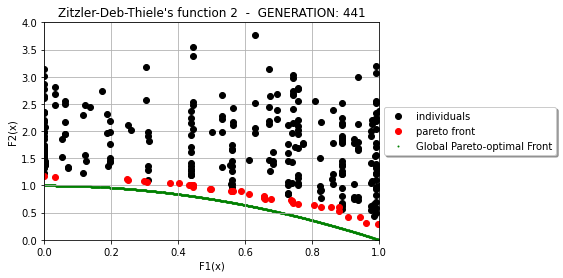 Zitzler-Deb-Thiele's function 2 - GENERATION: 441
4.0
3.5
3.0
2.5
2.0
1.5
1.0
0.5
0.0
F2(x)
0.0 0.2 0.4 0.6 0.8 1.0
F1(x)
individuals
pareto front
Global Pareto-optimal Front